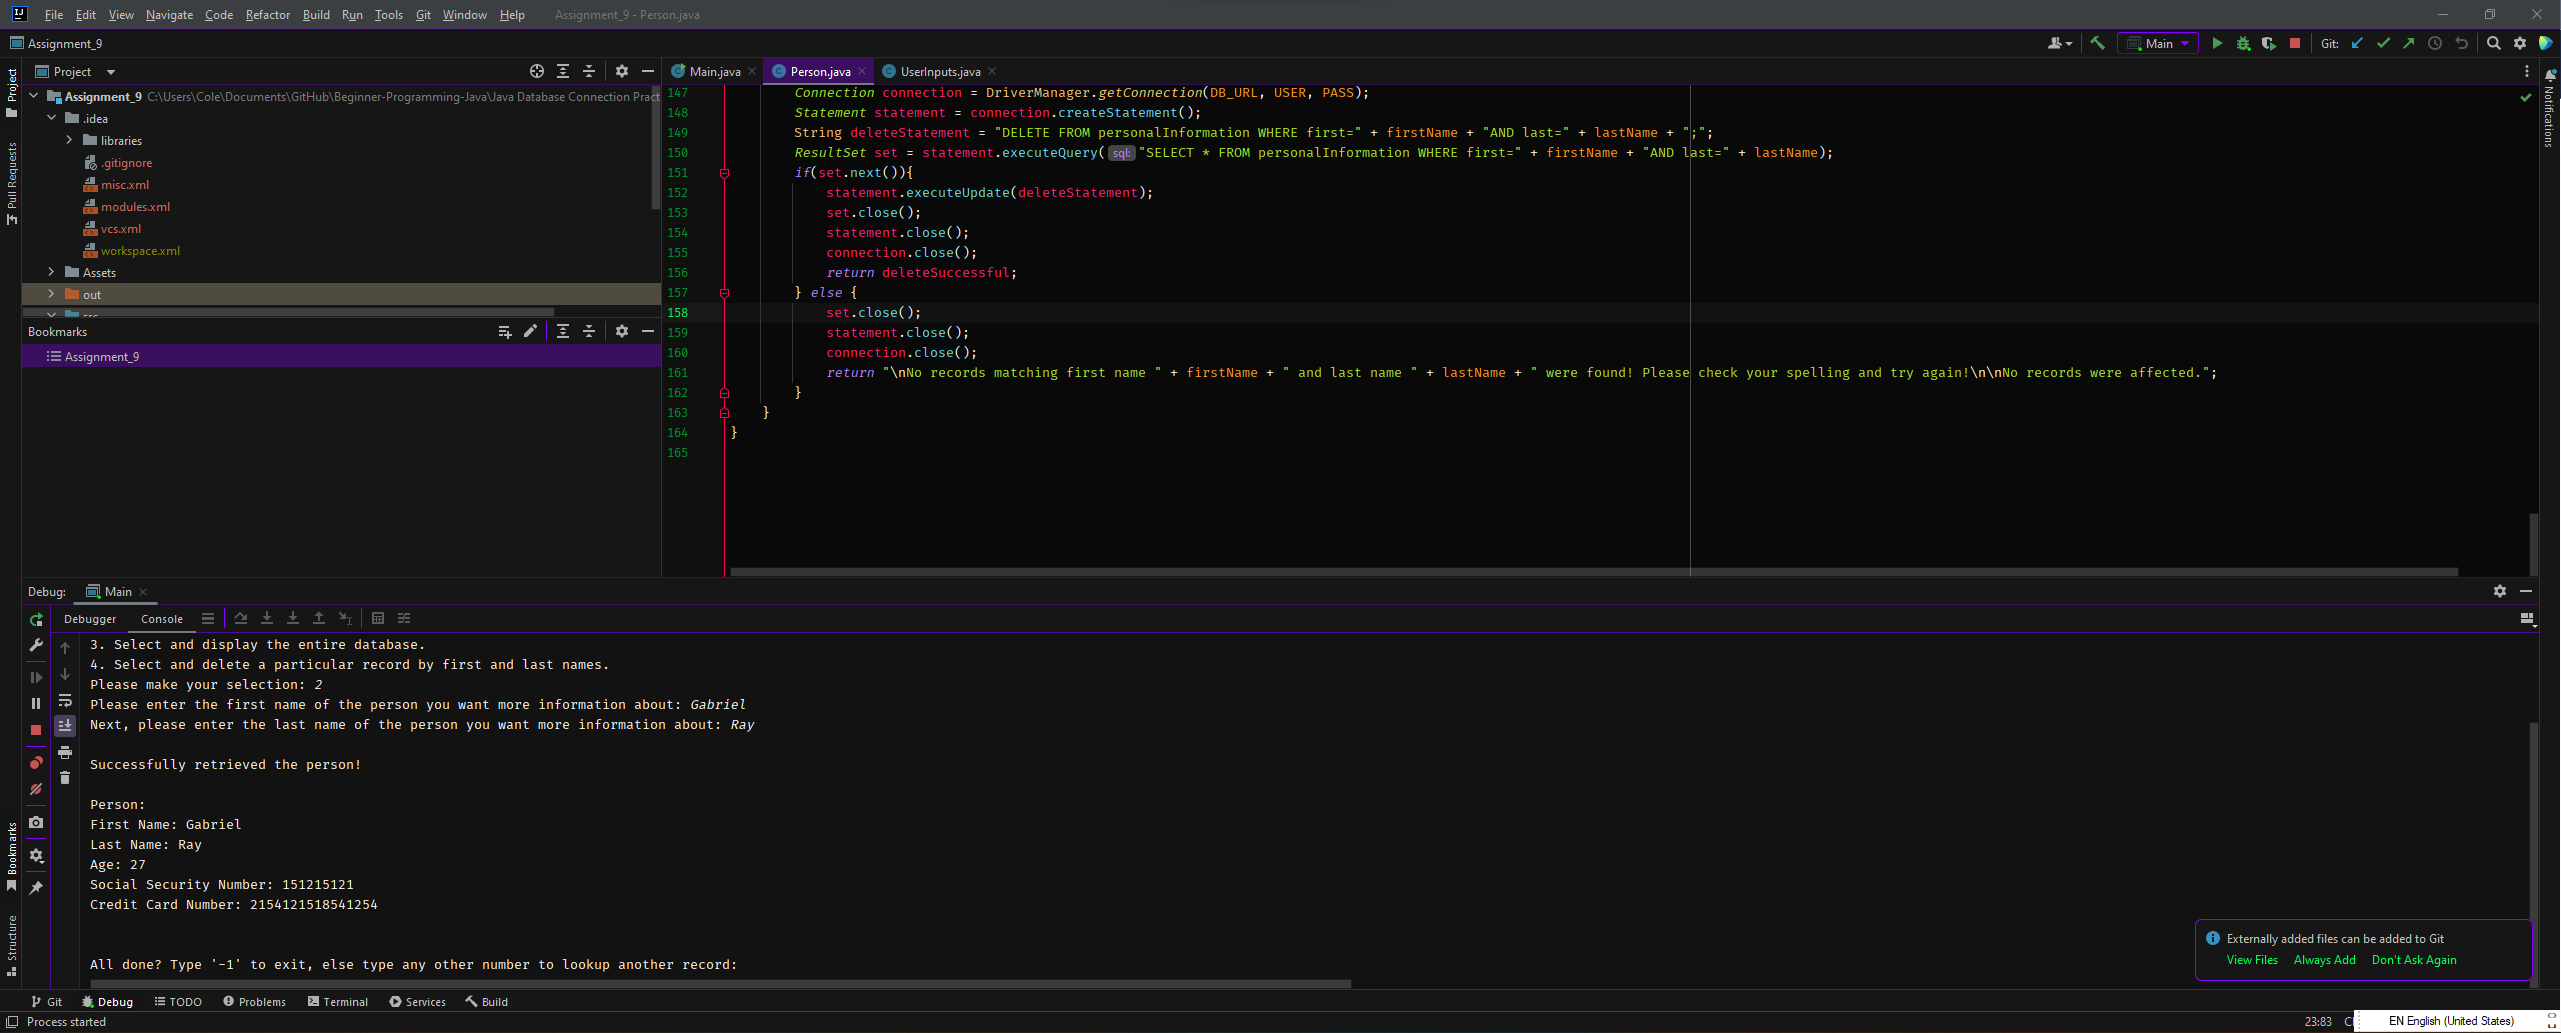 File Edit View Navigate Code Refactor Build Run Tools Git Window Help Assignment_9 - Person.java
Assignment_9
Main
Git:
Project
Main.java
Person.java
UserInputs.java
Project
Pull Requests
Bookmarks
Structure
Notifications
Assignment_9 C:\Users\Cole\Documents\GitHub\Beginner-Programming-Java\Java Database Connection Pract
.idea
libraries
.gitignore
misc.xml
modules.xml
vcs.xml
workspace.xml
Assets
out
src
Bookmarks
Assignment_9
147 Connection connection = DriverManager.getConnection(DB_URL, USER, PASS);
148 Statement statement = connection.createStatement();
149 String deleteStatement = "DELETE FROM personalInformation WHERE first=" + firstName + "AND last=" + lastName + ";";
150 ResultSet set = statement.executeQuery( sql: "SELECT * FROM personalInformation WHERE first=" + firstName + "AND last=" + lastName);
151 if(set.next()){
152 statement.executeUpdate(deleteStatement);
153 set.close();
154 statement.close();
155 connection.close();
156 return deleteSuccessful;
157 } else {
158 set.close();
159 statement.close();
160 connection.close();
161 return "\nNo records matching first name " + firstName + " and last name " + lastName + " were found! Please check your spelling and try again!\n\nNo records were affected.";
162 }
163 }
164 }
165
Debug: Main
Debugger Console
3. Select and display the entire database.
4. Select and delete a particular record by first and last names.
Please make your selection: 2
Please enter the first name of the person you want more information about: Gabriel
Next, please enter the last name of the person you want more information about: Ray
Successfully retrieved the person!
Person:
First Name: Gabriel
Last Name: Ray
Age: 27
Social Security Number: 151215121
Credit Card Number: 2154121518541254
All done? Type '-1' to exit, else type any other number to lookup another record:
Externally added files can be added to Git
View Files Always Add Don't Ask Again
Git Debug TODO Problems Terminal Services Build
Process started
23:83
EN English (United States)